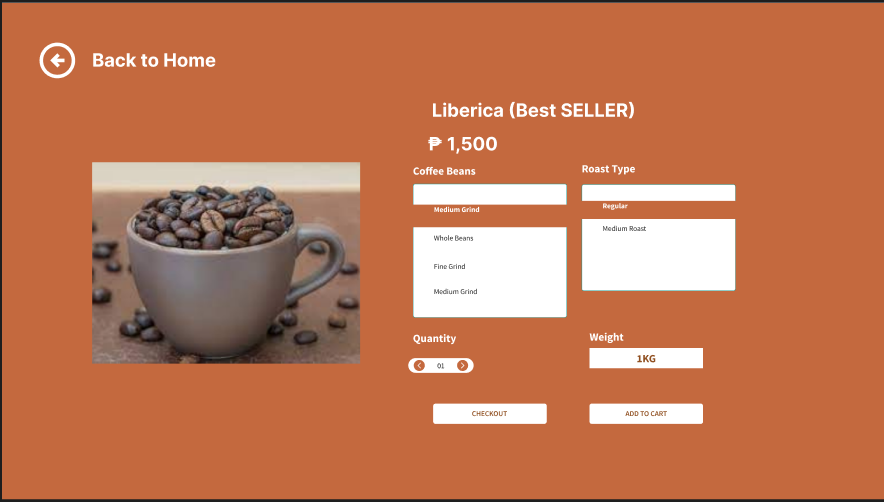 Back to Home
Liberica (Best SELLER)
₱ 1,500
Coffee Beans
Medium Grind
Whole Beans
Fine Grind
Medium Grind
Roast Type
Regular
Medium Roast
Quantity
01
Weight
1KG
CHECKOUT
ADD TO CART